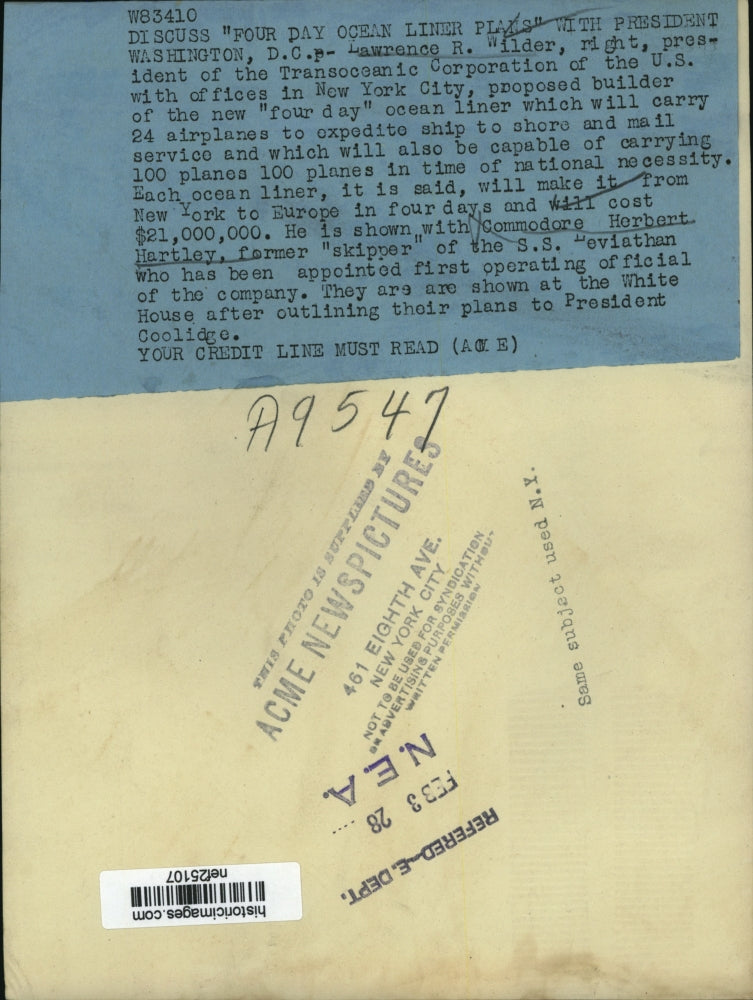 W83410
DISCUSS "FOUR DAY OCEAN LINER PLANS" WITH PRESIDENT
WASHINGTON, D.C.p- Lawrence R. Wilder, right, pres-
ident of the Transoceanic Corporation of the U.S.
with offices in New York City, proposed builder
of the new "four day" ocean liner which will carry
24 airplanes to expedite ship to shore and mail
service and which will also be capable of carrying
100 planes 100 planes in time of national necessity.
Each ocean liner, it is said, will make it from
New York to Europe in four days and will cost
$21,000,000. He is shown with Commodore Herbert
Hartley, former "skipper" of the S.S. Leviathan
who has been appointed first operating official
of the company. They are are shown at the White
House after outlining their plans to President
Coolidge.
YOUR CREDIT LINE MUST READ (ACME)
A9547
THIS PHOTO IS SUPPLIED BY
ACME NEWSPICTURES
461 EIGHTH AVE.
NEW YORK CITY
NOT TO BE USED FOR SYNDICATION
OR ADVERTISING PURPOSES WITHOUT
WRITTEN PERMISSION
Same subject used N.Y.
N.E.A.
FEB 3 28
REFERED-E. DEPT.
historicimages.com
nef25107